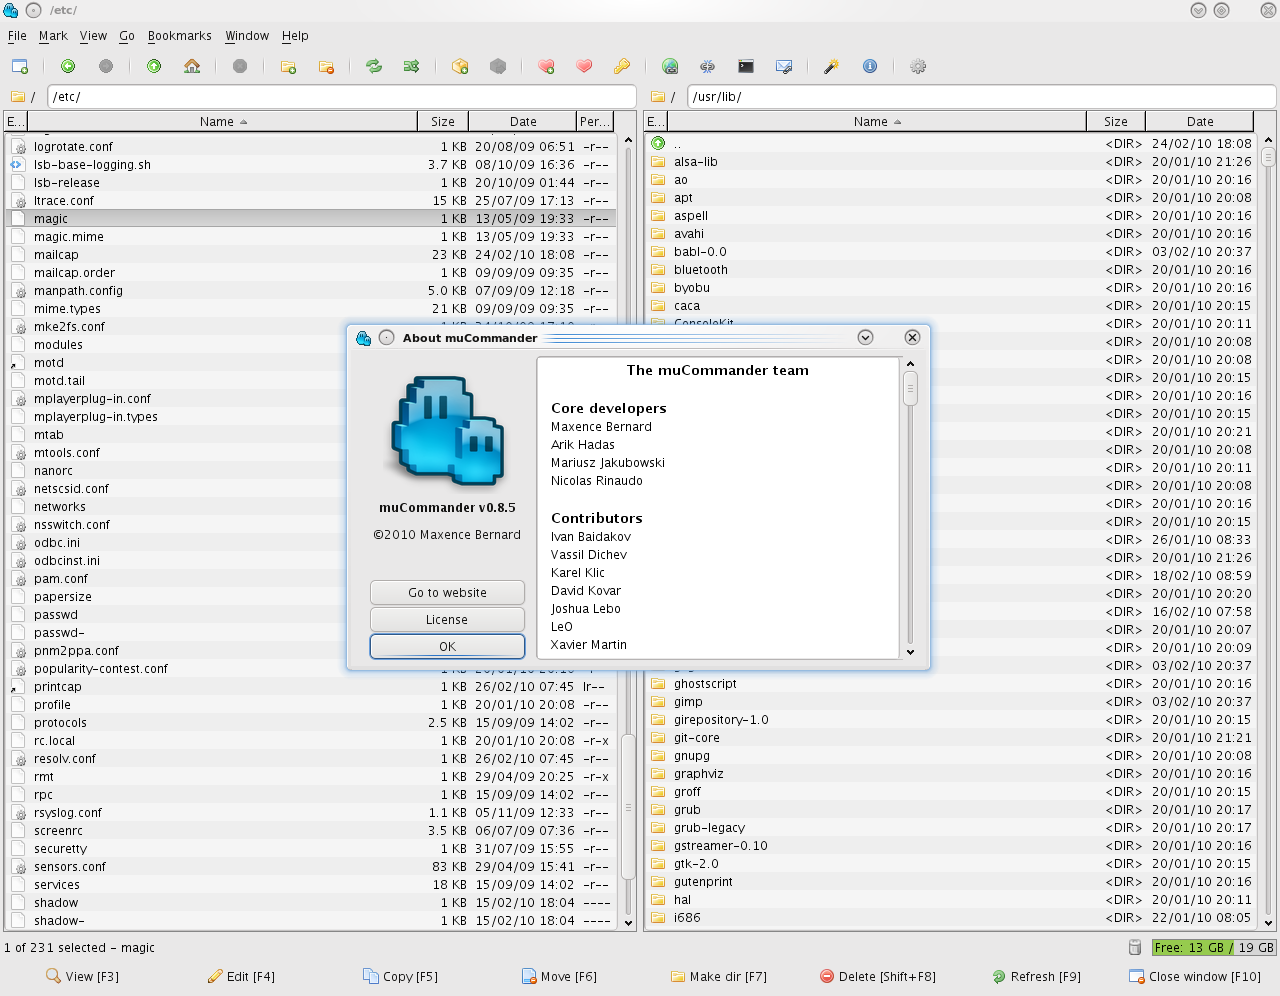 /etc/
File Mark View Go Bookmarks Window Help
/ /etc/
/ /usr/lib/
E... Name Size Date Per...
logrotate.conf 1 KB 20/08/09 06:51 -r--
lsb-base-logging.sh 3.7 KB 08/10/09 16:36 -r--
lsb-release 1 KB 20/10/09 01:44 -r--
ltrace.conf 15 KB 25/07/09 17:13 -r--
magic 1 KB 13/05/09 19:33 -r--
magic.mime 1 KB 13/05/09 19:33 -r--
mailcap 23 KB 24/02/10 18:08 -r--
mailcap.order 1 KB 09/09/09 09:35 -r--
manpath.config 5.0 KB 07/09/09 12:18 -r--
mime.types 21 KB 09/09/09 09:35 -r--
mke2fs.conf
modules
motd
motd.tail
mplayerplug-in.conf
mplayerplug-in.types
mtab
mtools.conf
nanorc
netscsid.conf
networks
nsswitch.conf
odbc.ini
odbcinst.ini
pam.conf
papersize
passwd
passwd-
pnm2ppa.conf
popularity-contest.conf
printcap 1 KB 26/02/10 07:45 lr--
profile 1 KB 20/01/10 20:08 -r--
protocols 2.5 KB 15/09/09 14:02 -r--
rc.local 1 KB 20/01/10 20:08 -r-x
resolv.conf 1 KB 26/02/10 07:45 -r--
rmt 1 KB 29/04/09 20:25 -r-x
rpc 1 KB 15/09/09 14:02 -r--
rsyslog.conf 1.1 KB 05/11/09 12:33 -r--
screenrc 3.5 KB 06/07/09 07:36 -r--
securetty 1 KB 31/07/09 15:55 -r--
sensors.conf 83 KB 29/04/09 15:41 -r--
services 18 KB 15/09/09 14:02 -r--
shadow 1 KB 15/02/10 18:04 ----
shadow- 1 KB 15/02/10 18:04 ----
E... Name Size Date
.. <DIR> 24/02/10 18:08
alsa-lib <DIR> 20/01/10 21:26
ao <DIR> 20/01/10 20:16
apt <DIR> 20/01/10 20:08
aspell <DIR> 20/01/10 20:16
avahi <DIR> 20/01/10 20:16
babl-0.0 <DIR> 03/02/10 20:37
bluetooth <DIR> 20/01/10 20:16
byobu <DIR> 20/01/10 20:16
caca <DIR> 20/01/10 20:15
ConsoleKit <DIR> 20/01/10 20:11
<DIR> 20/01/10 20:08
<DIR> 20/01/10 20:08
<DIR> 20/01/10 20:15
<DIR> 20/01/10 20:16
<DIR> 20/01/10 20:15
<DIR> 20/01/10 20:21
<DIR> 20/01/10 20:08
<DIR> 20/01/10 20:11
<DIR> 20/01/10 20:08
<DIR> 20/01/10 20:16
<DIR> 20/01/10 20:15
<DIR> 26/01/10 08:33
<DIR> 20/01/10 21:26
<DIR> 18/02/10 08:59
<DIR> 20/01/10 20:20
<DIR> 16/02/10 07:58
<DIR> 20/01/10 20:07
<DIR> 20/01/10 20:09
<DIR> 03/02/10 20:37
ghostscript <DIR> 20/01/10 20:16
gimp <DIR> 03/02/10 20:37
girepository-1.0 <DIR> 20/01/10 20:15
git-core <DIR> 20/01/10 21:21
gnupg <DIR> 20/01/10 20:08
graphviz <DIR> 20/01/10 20:16
groff <DIR> 20/01/10 20:15
grub <DIR> 20/01/10 20:17
grub-legacy <DIR> 20/01/10 20:17
gstreamer-0.10 <DIR> 20/01/10 20:16
gtk-2.0 <DIR> 20/01/10 20:15
gutenprint <DIR> 20/01/10 20:16
hal <DIR> 20/01/10 20:11
i686 <DIR> 22/01/10 08:05
About muCommander
muCommander v0.8.5
©2010 Maxence Bernard
Go to website
License
OK
The muCommander team
Core developers
Maxence Bernard
Arik Hadas
Mariusz Jakubowski
Nicolas Rinaudo
Contributors
Ivan Baidakov
Vassil Dichev
Karel Klic
David Kovar
Joshua Lebo
LeO
Xavier Martin
1 of 231 selected - magic
Free: 13 GB / 19 GB
View [F3] Edit [F4] Copy [F5] Move [F6] Make dir [F7] Delete [Shift+F8] Refresh [F9] Close window [F10]